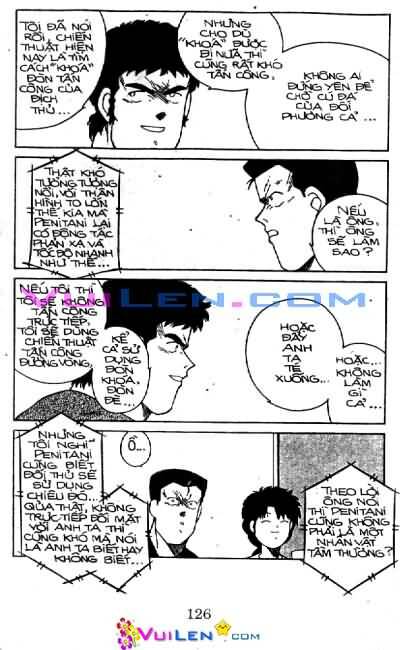 TÔI ĐÃ NÓI
RỒI, CHIẾN
THUẬT HIỆN
NAY LÀ TÌM
CÁCH "KHÓA"
ĐÒN TẤN
CÔNG CỦA
ĐỊCH
THỦ...
NHƯNG
CHO DÙ
"KHÓA" ĐƯỢC
ĐI NỮA THÌ
CŨNG RẤT KHÓ
TẤN CÔNG,
KHÔNG AI
ĐỨNG YÊN ĐỂ
CHỜ CÚ ĐÁ
CỦA ĐỐI
PHƯƠNG CẢ...
THẬT KHÓ
TƯỞNG TƯỢNG
NỔI, VỚI THÂN
HÌNH TO LỚN
THẾ KIA MÀ
PENITANI LẠI
CÓ ĐỘNG TÁC
PHẢN XẠ VÀ
TỐC ĐỘ NHANH
NHƯ THẾ...
NẾU
LÀ ÔNG,
THÌ ÔNG
SẼ LÀM
SAO?
NẾU TÔI THÌ
TÔI SẼ KHÔNG
TẤN CÔNG
TRỰC TIẾP,
TÔI SẼ DÙNG
CHIẾN THUẬT
TẤN CÔNG
ĐƯỜNG VÒNG,
KỂ
CẢ SỬ
DỤNG
ĐÒN
KHÓA,
ĐÒN
ĐÈ...
HOẶC
ĐẨY
ANH
TA
TÉ
XUỐNG...
HOẶC...
KHÔNG
LÀM
GÌ
CẢ...
VUILEN.COM
NHƯNG
TÔI NGHĨ
PENITANI
CŨNG BIẾT
ĐỐI THỦ SẼ
SỬ DỤNG
CHIÊU ĐÓ...
QUẢ THẬT, KHÔNG
TRỰC TIẾP ĐỐI MẶT
VỚI ANH TA THÌ
CŨNG KHÓ MÀ NÓI
LÀ ANH TA BIẾT HAY
KHÔNG BIẾT...
Ồ...
THEO LỜI
ÔNG NÓI
THÌ PENITANI
CŨNG KHÔNG
PHẢI LÀ MỘT
NHÂN VẬT
TẦM THƯỜNG?
126
VUILEN.COM